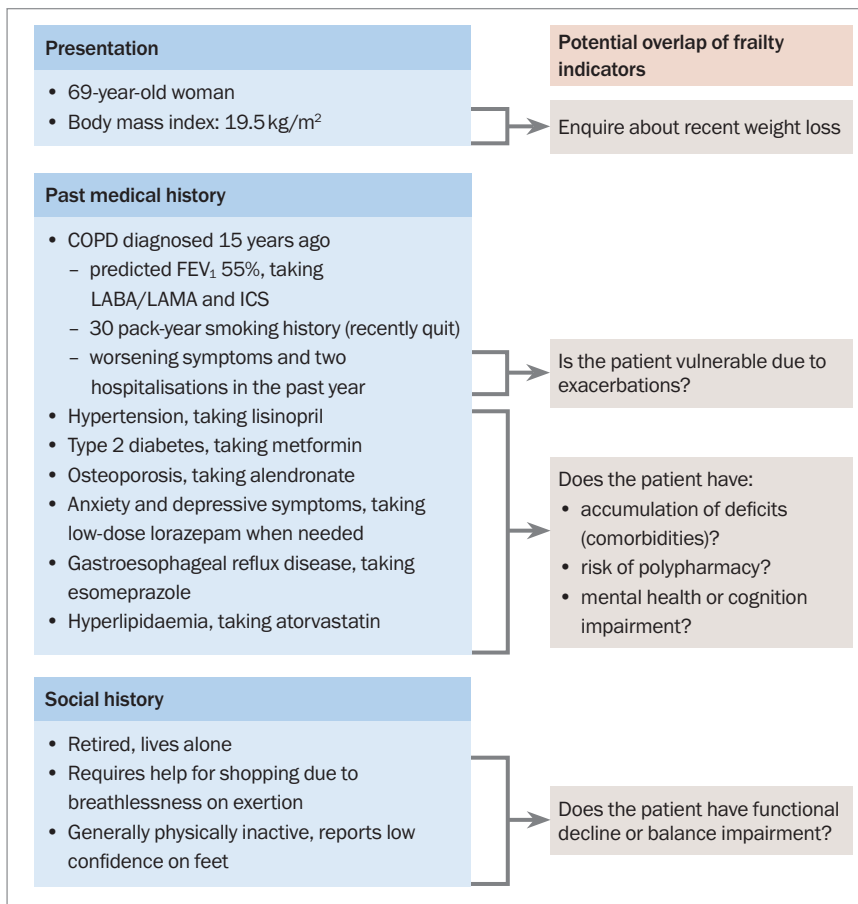 Presentation
• 69-year-old woman
• Body mass index: 19.5 kg/m²
Potential overlap of frailty
indicators
Enquire about recent weight loss
Past medical history
• COPD diagnosed 15 years ago
– predicted FEV₁ 55%, taking
LABA/LAMA and ICS
– 30 pack-year smoking history (recently quit)
– worsening symptoms and two
hospitalisations in the past year
• Hypertension, taking lisinopril
• Type 2 diabetes, taking metformin
• Osteoporosis, taking alendronate
• Anxiety and depressive symptoms, taking
low-dose lorazepam when needed
• Gastroesophageal reflux disease, taking
esomeprazole
• Hyperlipidaemia, taking atorvastatin
Is the patient vulnerable due to
exacerbations?
Does the patient have:
• accumulation of deficits
(comorbidities)?
• risk of polypharmacy?
• mental health or cognition
impairment?
Social history
• Retired, lives alone
• Requires help for shopping due to
breathlessness on exertion
• Generally physically inactive, reports low
confidence on feet
Does the patient have functional
decline or balance impairment?